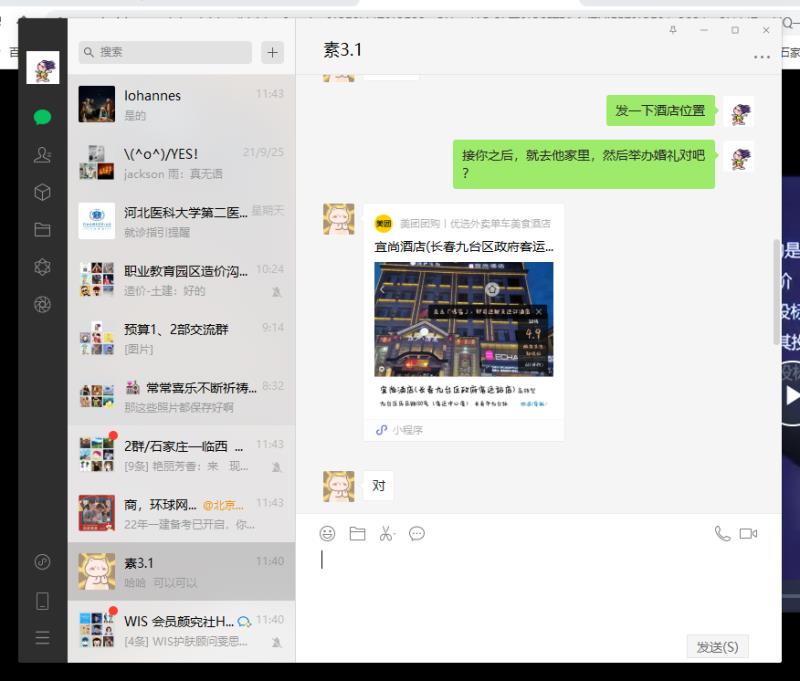 搜索
Iohannes
11:43
是的
\(^o^)/YES!
21/9/25
jackson 雨：真无语
河北医科大学第二医...
星期天
就诊指引提醒
职业教育园区造价沟...
10:24
造价-土建：好的
预算1、2部交流群
9:14
[图片]
常常喜乐不断祈祷...
8:32
那这些照片都保存好啊
2群/石家庄—临西 ...
11:43
[9条] 艳丽芳香：来 现...
商，环球网... @北京...
11:43
22年一建备考已开启，你...
素3.1
11:40
哈哈 可以可以
WIS 会员颜究社H...
11:40
[4条] WIS护肤顾问雯思...
素3.1
发一下酒店位置
接你之后，就去他家里，然后举办婚礼对吧
？
美团
美团团购丨优选外卖单车美食酒店
宜尚酒店(长春九台区政府客运...
4.9
宜尚酒店(长春九台区政府客运站店)
小程序
对
发送(S)